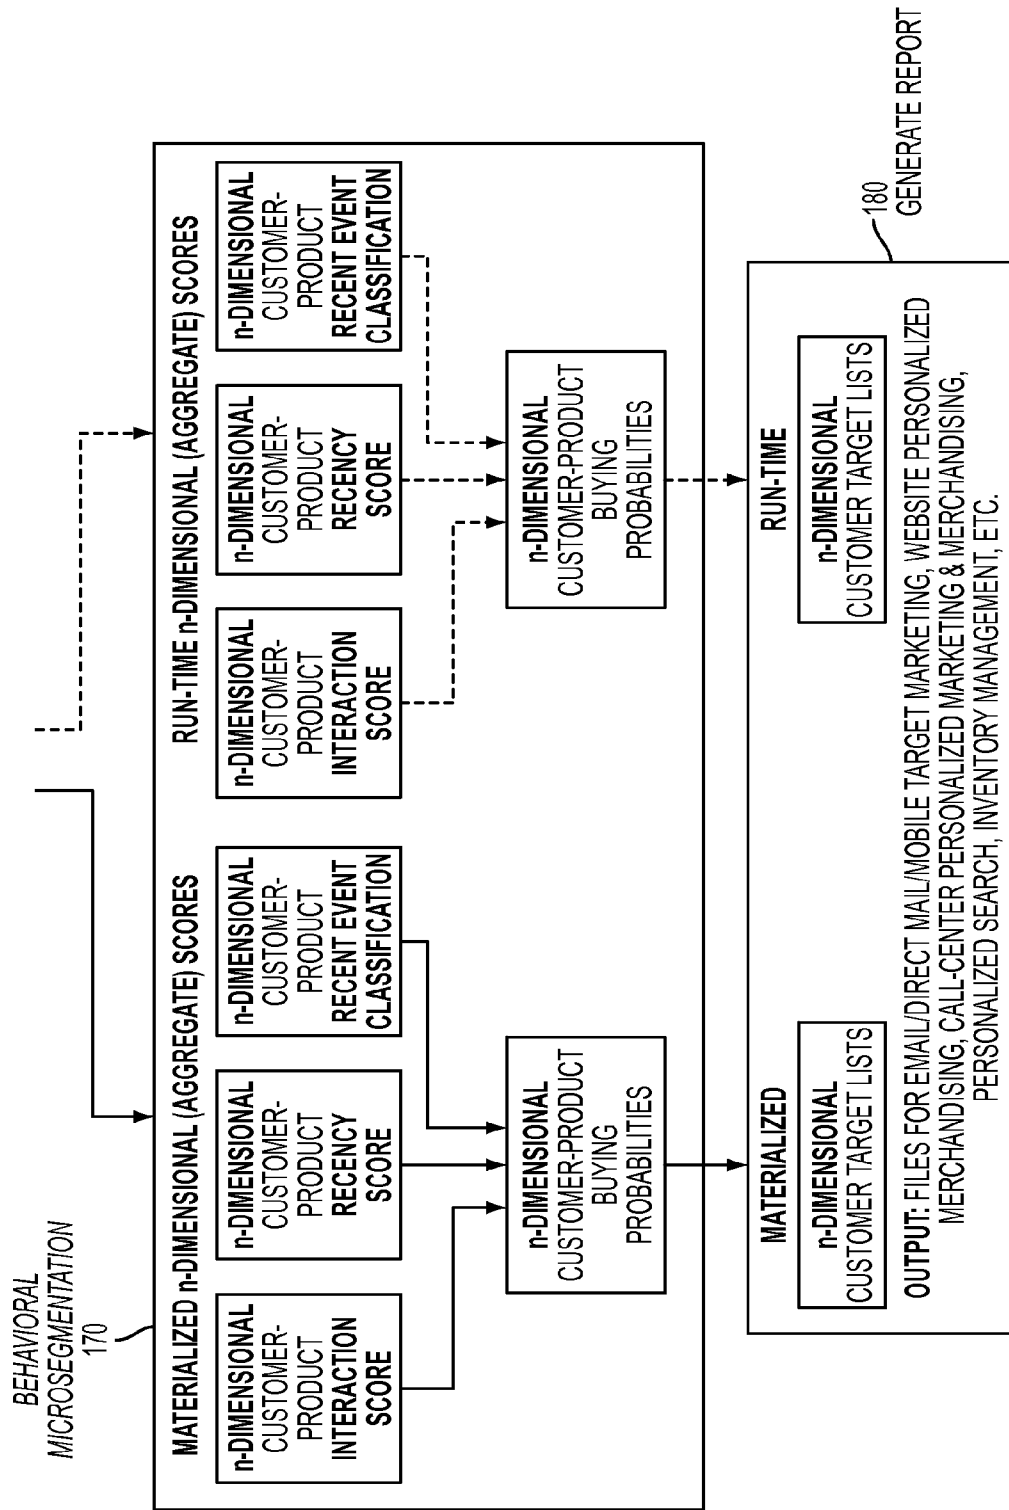 BEHAVIORAL
MICROSEGMENTATION
170
MATERIALIZED n-DIMENSIONAL (AGGREGATE) SCORES
n-DIMENSIONAL
CUSTOMER-
PRODUCT
INTERACTION
SCORE
n-DIMENSIONAL
CUSTOMER-
PRODUCT
RECENCY
SCORE
n-DIMENSIONAL
CUSTOMER-
PRODUCT
RECENT EVENT
CLASSIFICATION
n-DIMENSIONAL
CUSTOMER-PRODUCT
BUYING
PROBABILITIES
RUN-TIME n-DIMENSIONAL (AGGREGATE) SCORES
n-DIMENSIONAL
CUSTOMER-
PRODUCT
INTERACTION
SCORE
n-DIMENSIONAL
CUSTOMER-
PRODUCT
RECENCY
SCORE
n-DIMENSIONAL
CUSTOMER-
PRODUCT
RECENT EVENT
CLASSIFICATION
n-DIMENSIONAL
CUSTOMER-PRODUCT
BUYING
PROBABILITIES
MATERIALIZED
n-DIMENSIONAL
CUSTOMER TARGET LISTS
RUN-TIME
n-DIMENSIONAL
CUSTOMER TARGET LISTS
OUTPUT: FILES FOR EMAIL/DIRECT MAIL/MOBILE TARGET MARKETING, WEBSITE PERSONALIZED
MERCHANDISING, CALL-CENTER PERSONALIZED MARKETING & MERCHANDISING,
PERSONALIZED SEARCH, INVENTORY MANAGEMENT, ETC.
180
GENERATE REPORT